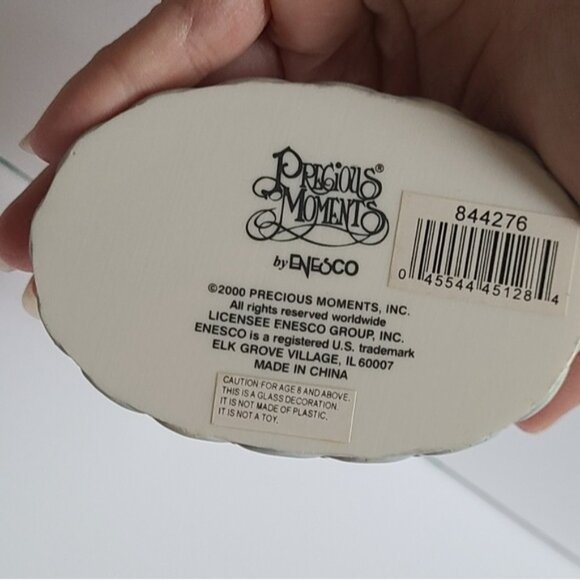 PRECIOUS®
MOMENTS
by ENESCO
844276
0 45544 45128 4
©2000 PRECIOUS MOMENTS, INC.
All rights reserved worldwide
LICENSEE ENESCO GROUP, INC.
ENESCO is a registered U.S. trademark
ELK GROVE VILLAGE, IL 60007
MADE IN CHINA
CAUTION FOR AGE 8 AND ABOVE.
THIS IS A GLASS DECORATION.
IT IS NOT MADE OF PLASTIC.
IT IS NOT A TOY.